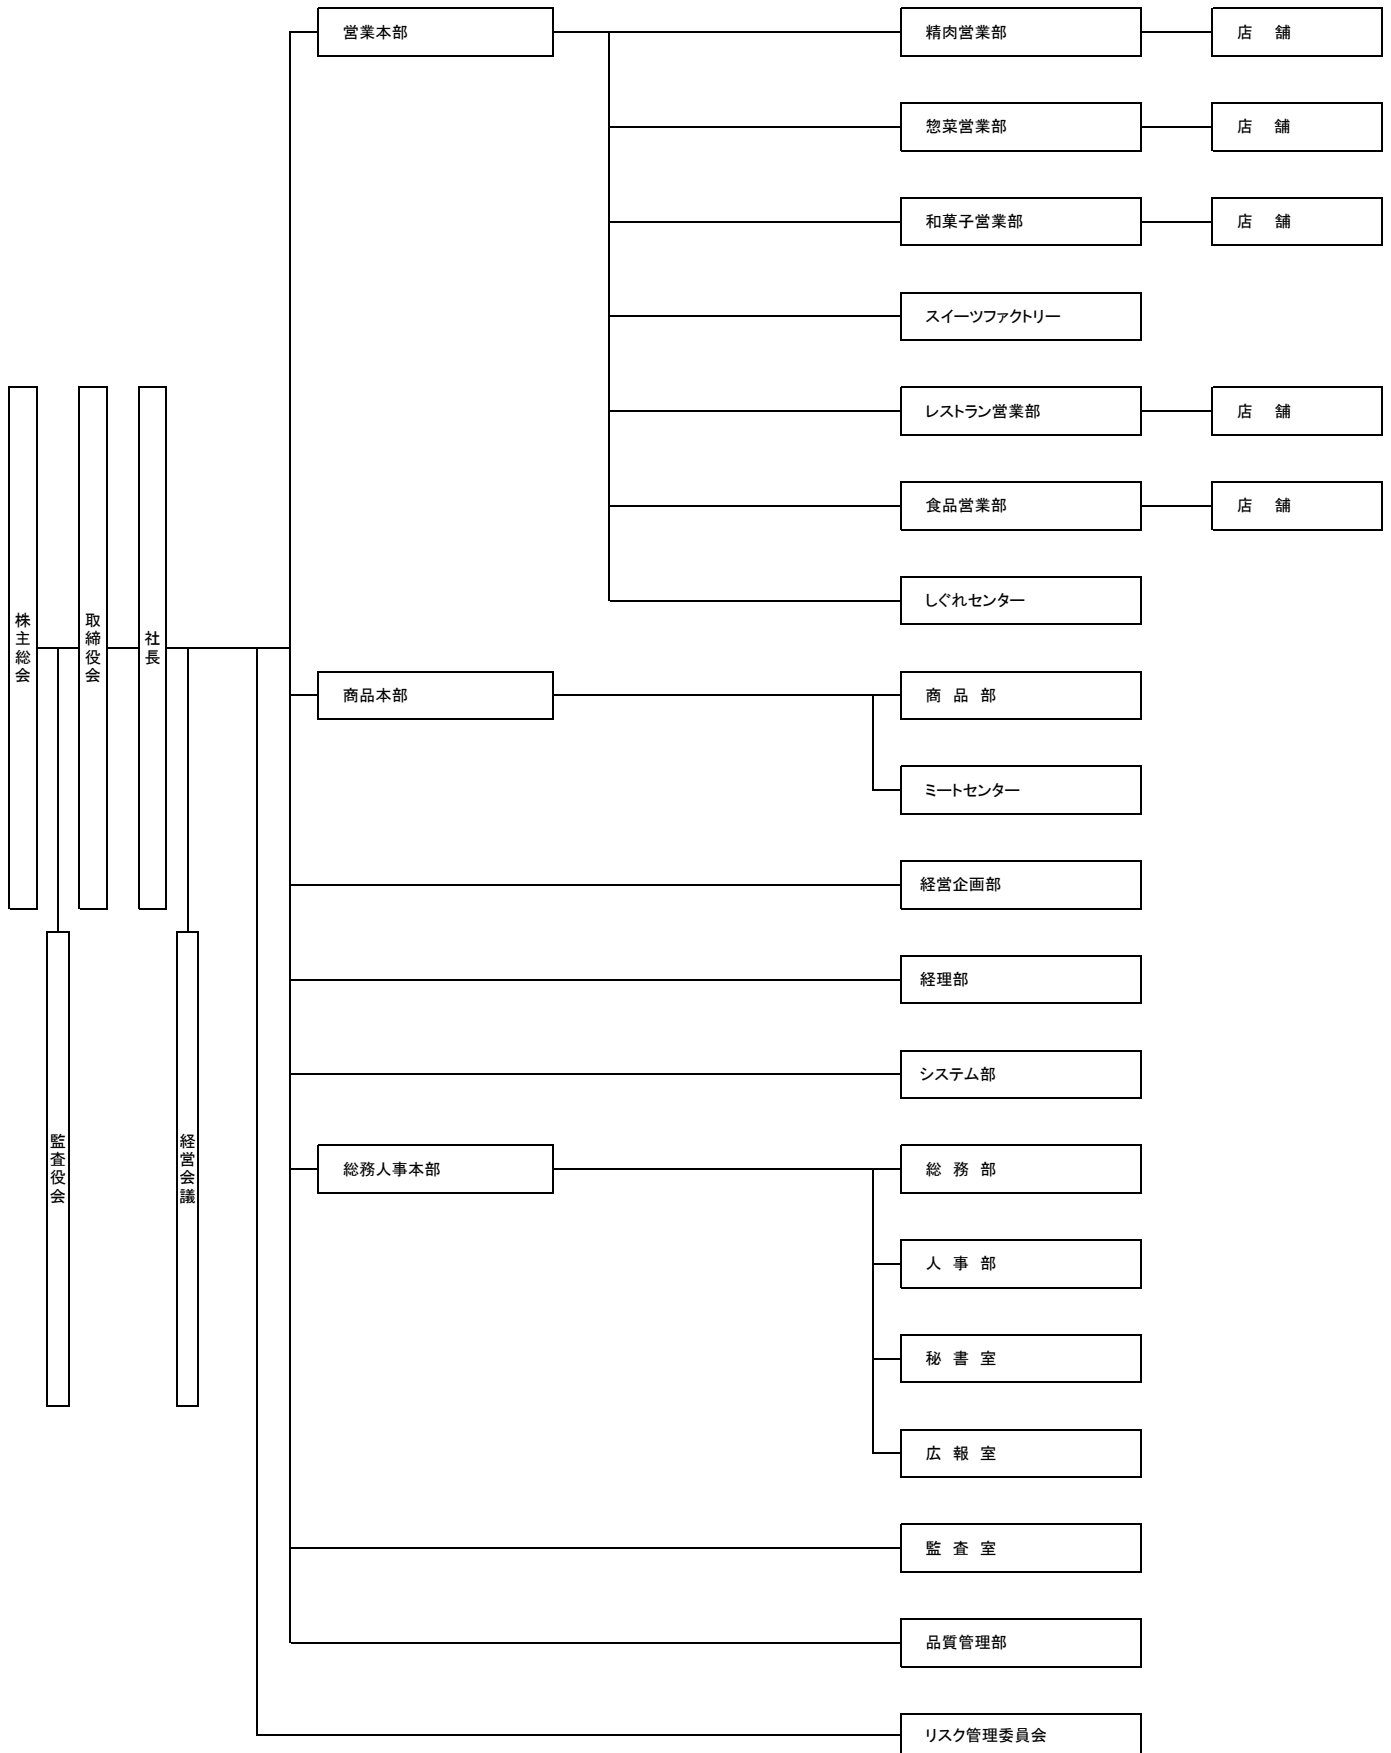 株主総会
取締役会
社長
監査役会
経営会議
営業本部
精肉営業部
店 舗
惣菜営業部
店 舗
和菓子営業部
店 舗
スイーツファクトリー
レストラン営業部
店 舗
食品営業部
店 舗
しぐれセンター
商品本部
商 品 部
ミートセンター
経営企画部
経理部
システム部
総務人事本部
総 務 部
人 事 部
秘 書 室
広 報 室
監 査 室
品質管理部
リスク管理委員会